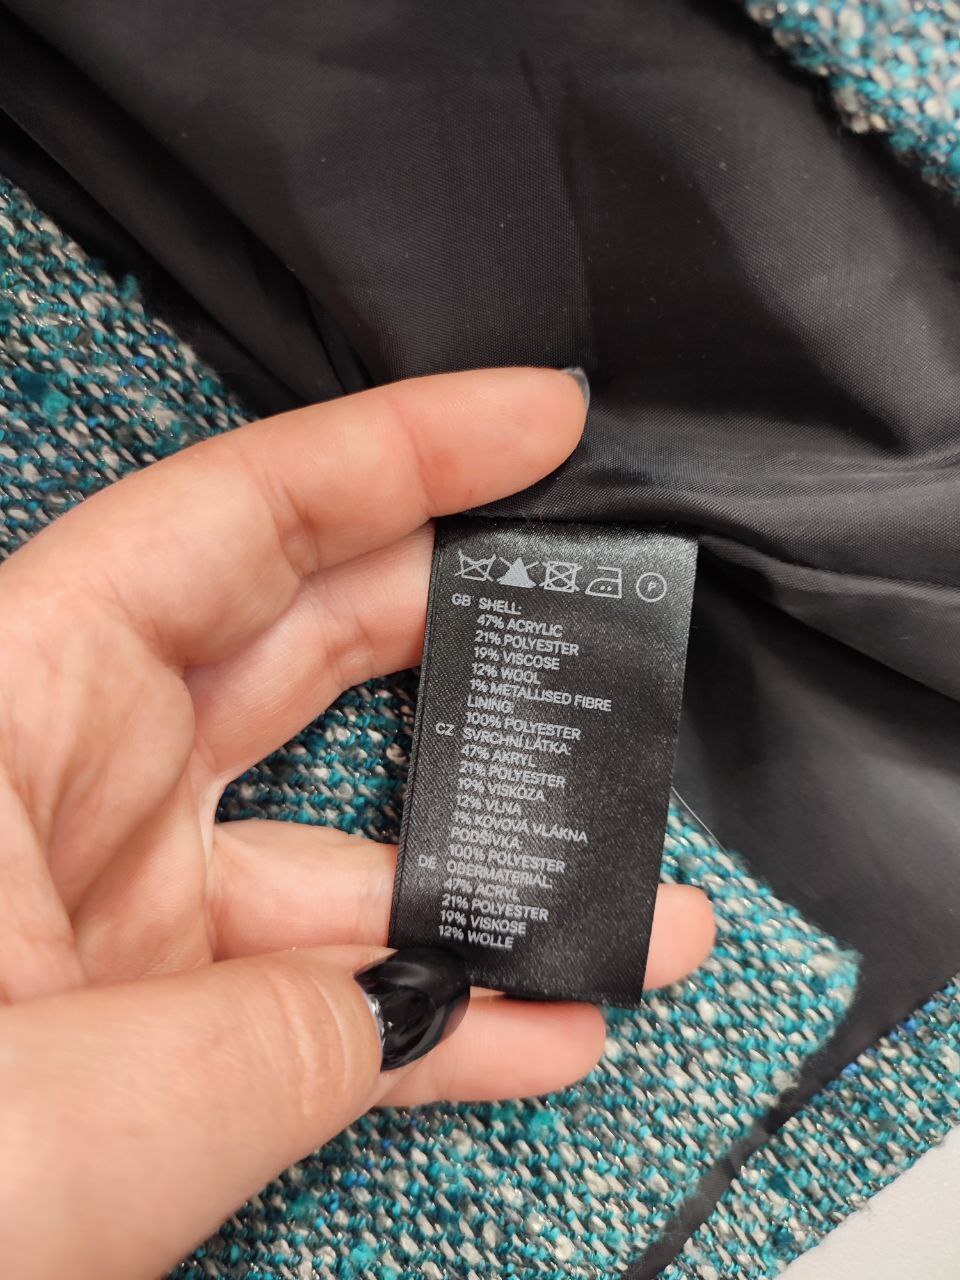 P
GB SHELL:
47% ACRYLIC
21% POLYESTER
19% VISCOSE
12% WOOL
1% METALLISED FIBRE
LINING:
100% POLYESTER
CZ SVRCHNÍ LÁTKA:
47% AKRYL
21% POLYESTER
19% VISKÓZA
12% VLNA
1% KOVOVÁ VLÁKNA
PODŠÍVKA:
100% POLYESTER
DE OBERMATERIAL:
47% ACRYL
21% POLYESTER
19% VISKOSE
12% WOLLE